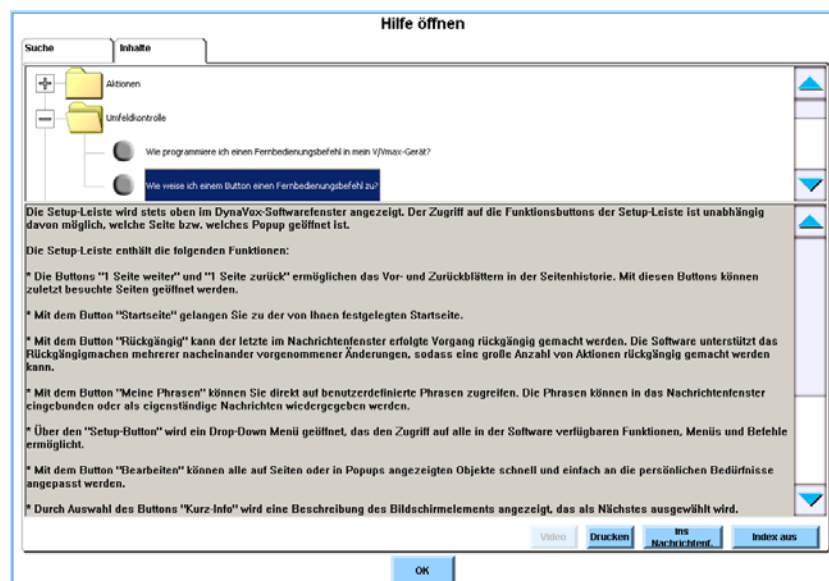 Hilfe öffnen
Suche
Inhalte
Aktionen
Umfeldkontrolle
Wie programmiere ich einen Fernbedienungsbefehl in mein V/Vmax-Gerät?
Wie weise ich einem Button einen Fernbedienungsbefehl zu?
Die Setup-Leiste wird stets oben im DynaVox-Softwarefenster angezeigt. Der Zugriff auf die Funktionsbuttons der Setup-Leiste ist unabhängig
davon möglich, welche Seite bzw. welches Popup geöffnet ist.
Die Setup-Leiste enthält die folgenden Funktionen:
* Die Buttons "1 Seite weiter" und "1 Seite zurück" ermöglichen das Vor- und Zurückblättern in der Seitenhistorie. Mit diesen Buttons können
zuletzt besuchte Seiten geöffnet werden.
* Mit dem Button "Startseite" gelangen Sie zu der von Ihnen festgelegten Startseite.
* Mit dem Button "Rückgängig" kann der letzte im Nachrichtenfenster erfolgte Vorgang rückgängig gemacht werden. Die Software unterstützt das
Rückgängigmachen mehrerer nacheinander vorgenommener Änderungen, sodass eine große Anzahl von Aktionen rückgängig gemacht werden
kann.
* Mit dem Button "Meine Phrasen" können Sie direkt auf benutzerdefinierte Phrasen zugreifen. Die Phrasen können in das Nachrichtenfenster
eingebunden oder als eigenständige Nachrichten wiedergegeben werden.
* Über den "Setup-Button" wird ein Drop-Down Menü geöffnet, das den Zugriff auf alle in der Software verfügbaren Funktionen, Menüs und Befehle
ermöglicht.
* Mit dem Button "Bearbeiten" können alle auf Seiten oder in Popups angezeigten Objekte schnell und einfach an die persönlichen Bedürfnisse
angepasst werden.
* Durch Auswahl des Buttons "Kurz-Info" wird eine Beschreibung des Bildschirmelements angezeigt, das als Nächstes ausgewählt wird.
Video
Drucken
Ins
Nachrichtenf.
Index aus
OK